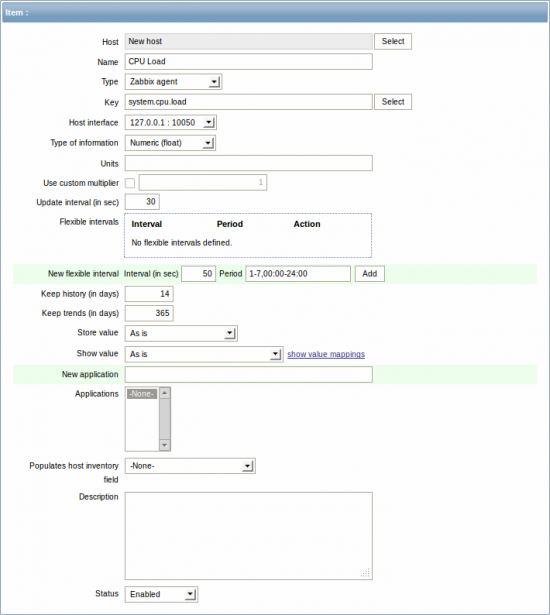 Item :
Host New host Select
Name CPU Load
Type Zabbix agent
Key system.cpu.load Select
Host interface 127.0.0.1 : 10050
Type of information Numeric (float)
Units
Use custom multiplier 1
Update interval (in sec) 30
Flexible intervals Interval Period Action
No flexible intervals defined.
New flexible interval Interval (in sec) 50 Period 1-7,00:00-24:00 Add
Keep history (in days) 14
Keep trends (in days) 365
Store value As is
Show value As is show value mappings
New application
Applications -None-
Populates host inventory -None-
field
Description
Status Enabled